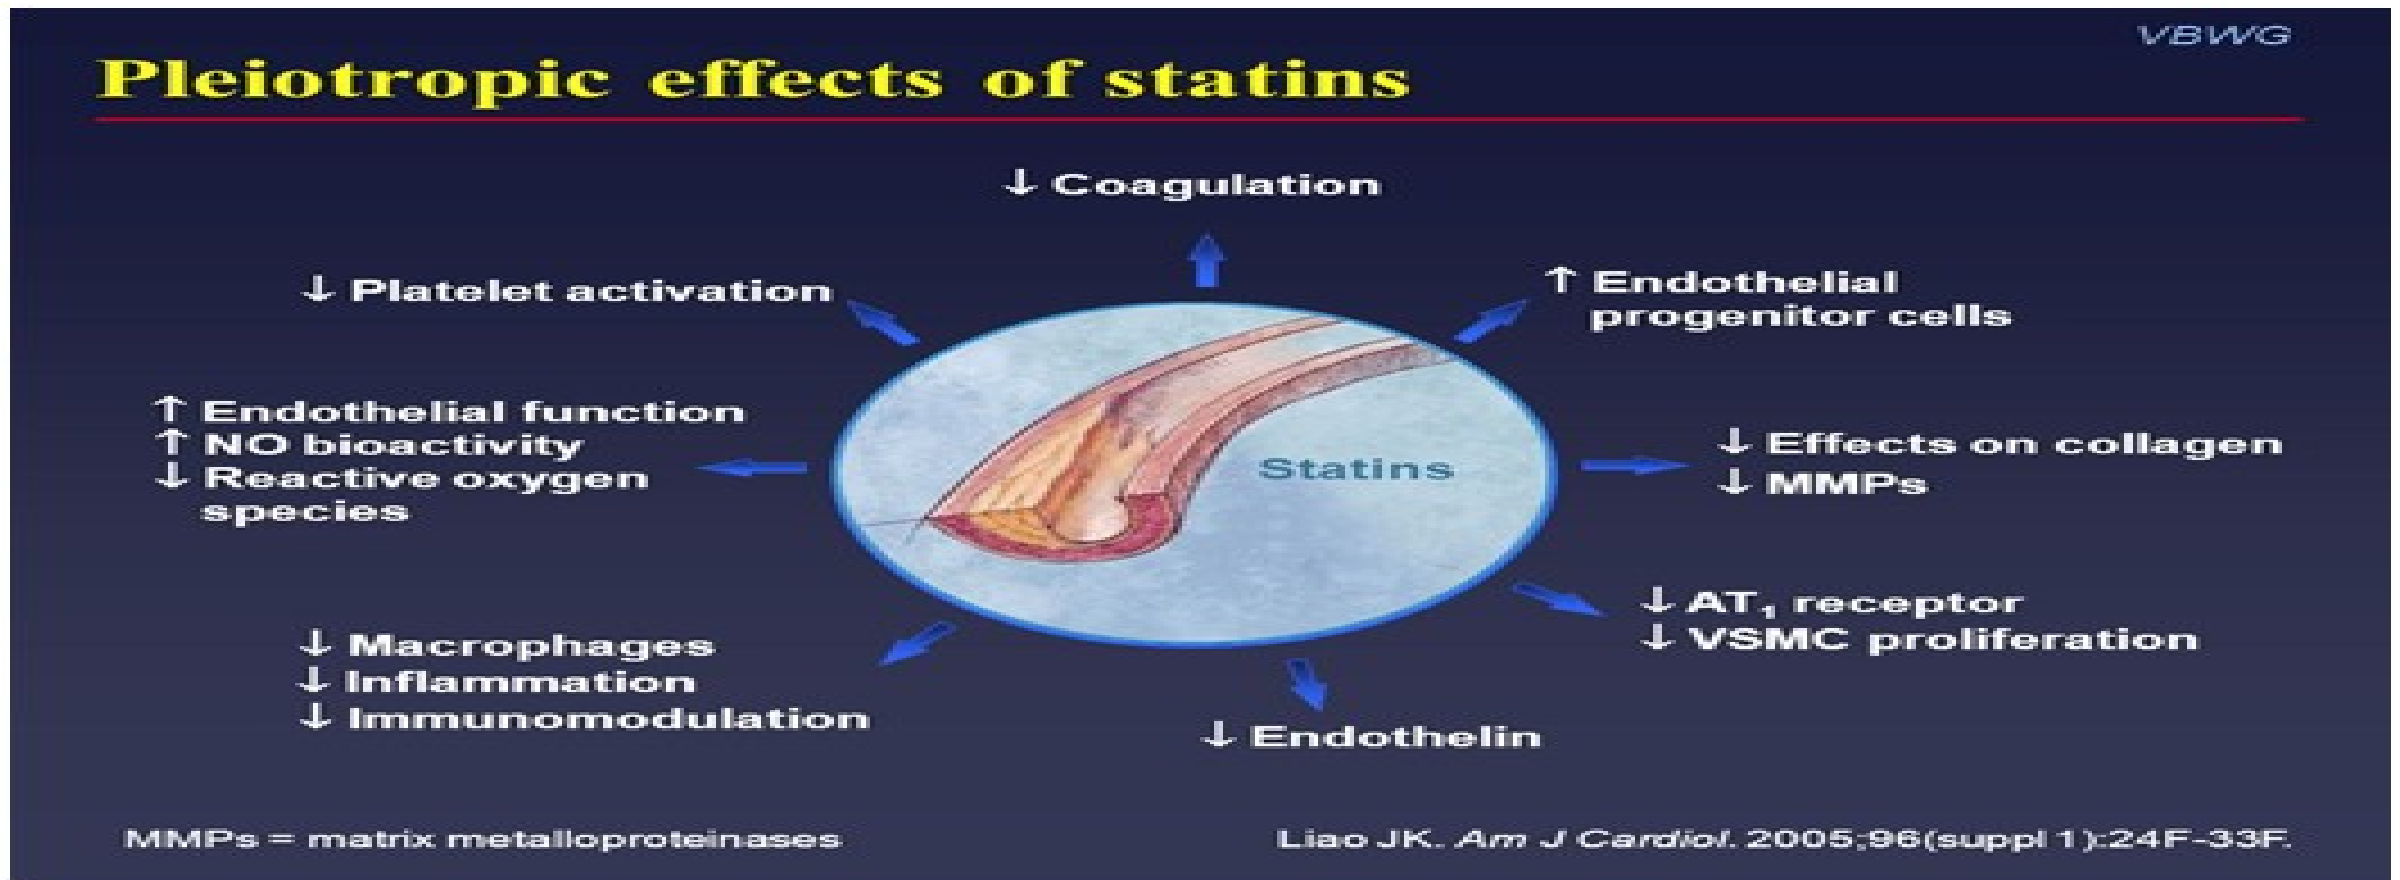 VBWG
Pleiotropic effects of statins
↓ Coagulation
↓ Platelet activation
↑ Endothelial
progenitor cells
↑ Endothelial function
↑ NO bioactivity
↓ Reactive oxygen
species
Statins
↓ Effects on collagen
↓ MMPs
↓ AT₁ receptor
↓ VSMC proliferation
↓ Macrophages
↓ Inflammation
↓ Immunomodulation
↓ Endothelin
MMPs = matrix metalloproteinases
Liao JK. Am J Cardiol. 2005;96(suppl 1):24F-33F.